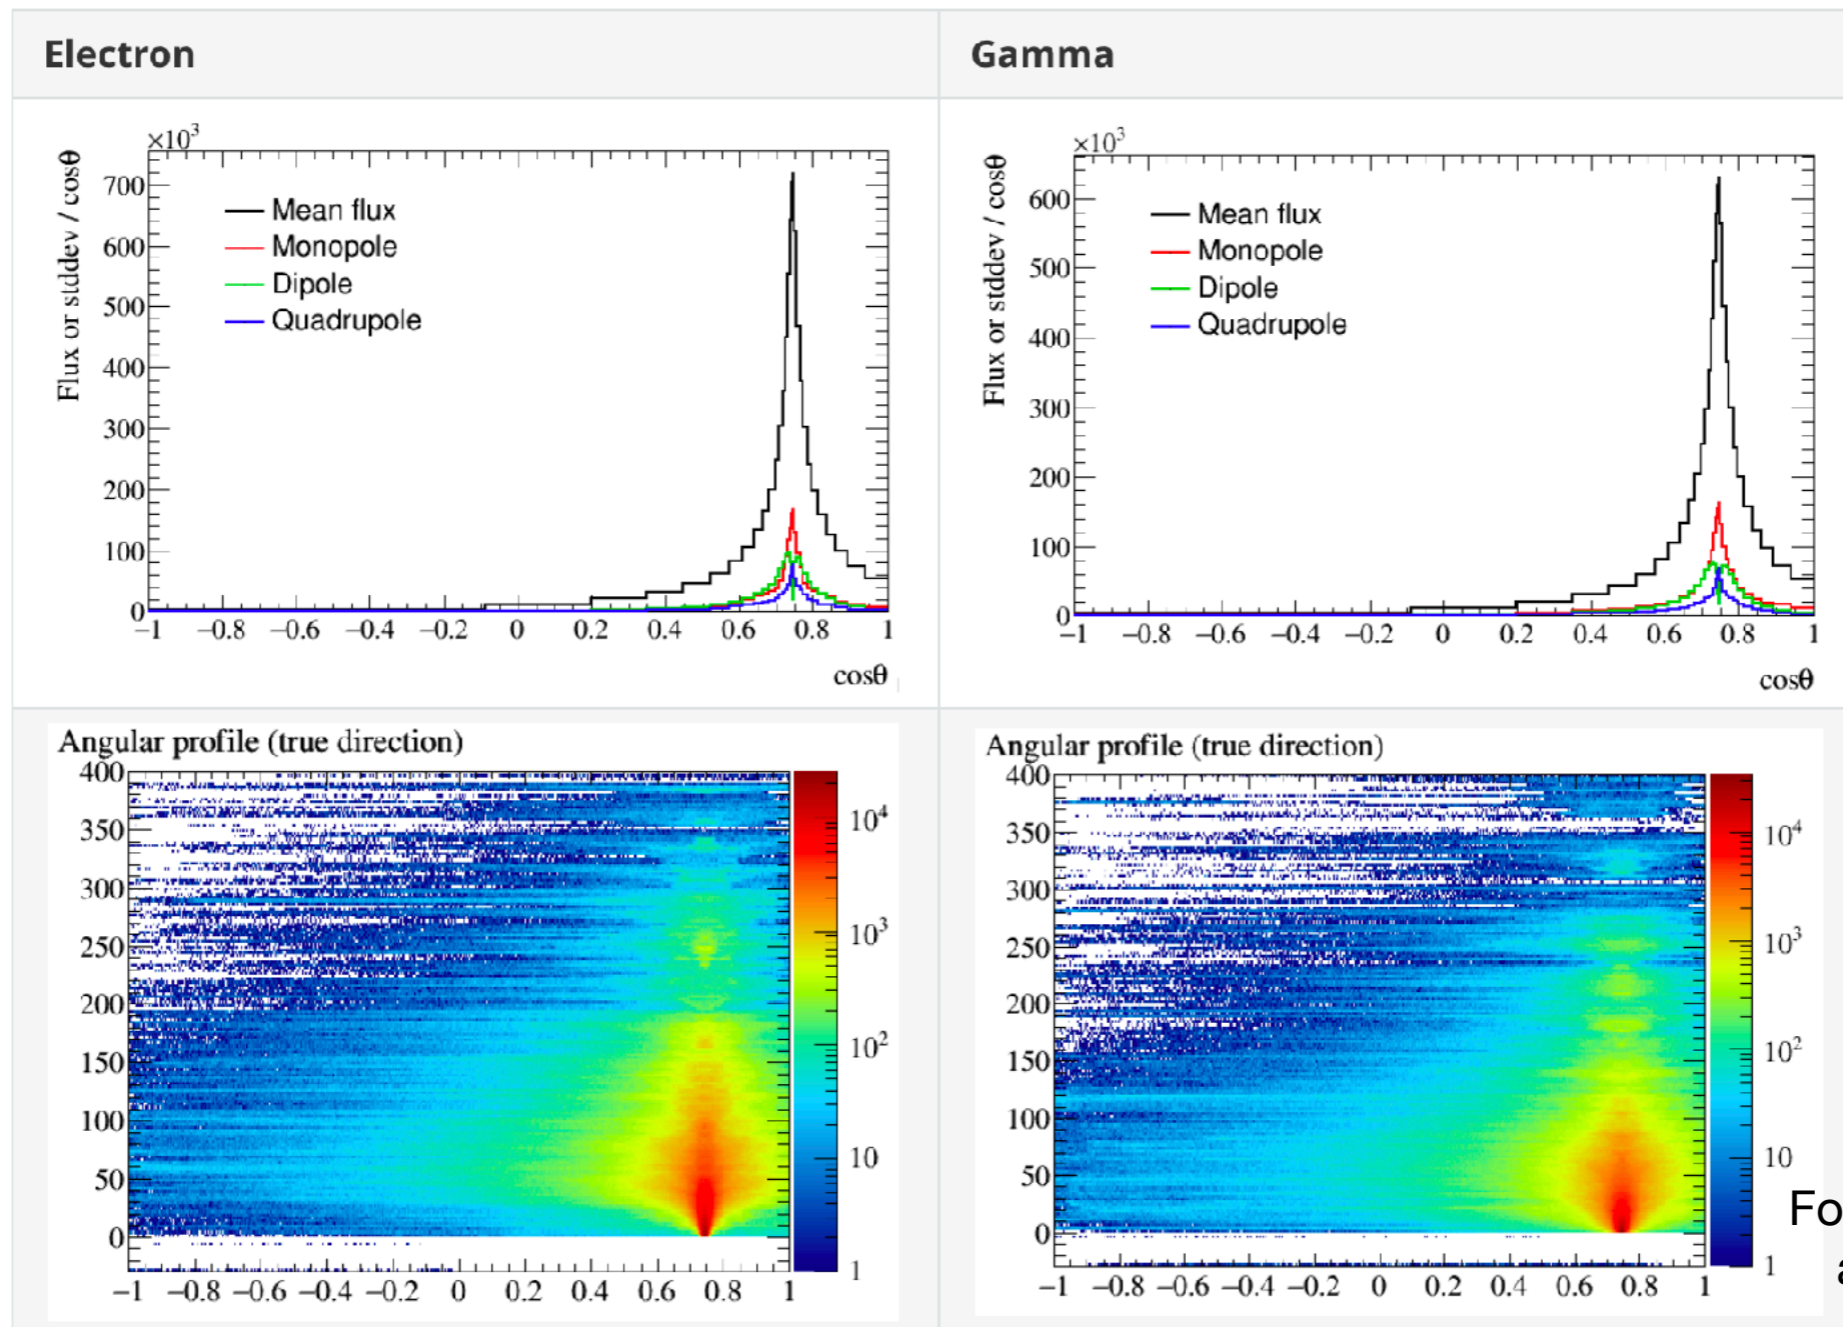 Electron
Gamma
×10³
Flux or stddev / cosθ
700
600
500
400
300
200
100
0
Mean flux
Monopole
Dipole
Quadrupole
−1 −0.8 −0.6 −0.4 −0.2 0 0.2 0.4 0.6 0.8 1
cosθ
×10³
Flux or stddev / cosθ
600
500
400
300
200
100
0
Mean flux
Monopole
Dipole
Quadrupole
−1 −0.8 −0.6 −0.4 −0.2 0 0.2 0.4 0.6 0.8 1
cosθ
Angular profile (true direction)
400
350
300
250
200
150
100
50
0
−1 −0.8 −0.6 −0.4 −0.2 0 0.2 0.4 0.6 0.8 1
10⁴
10³
10²
10
1
Angular profile (true direction)
400
350
300
250
200
150
100
50
0
−1 −0.8 −0.6 −0.4 −0.2 0 0.2 0.4 0.6 0.8 1
10⁴
10³
10²
10
1
Fo